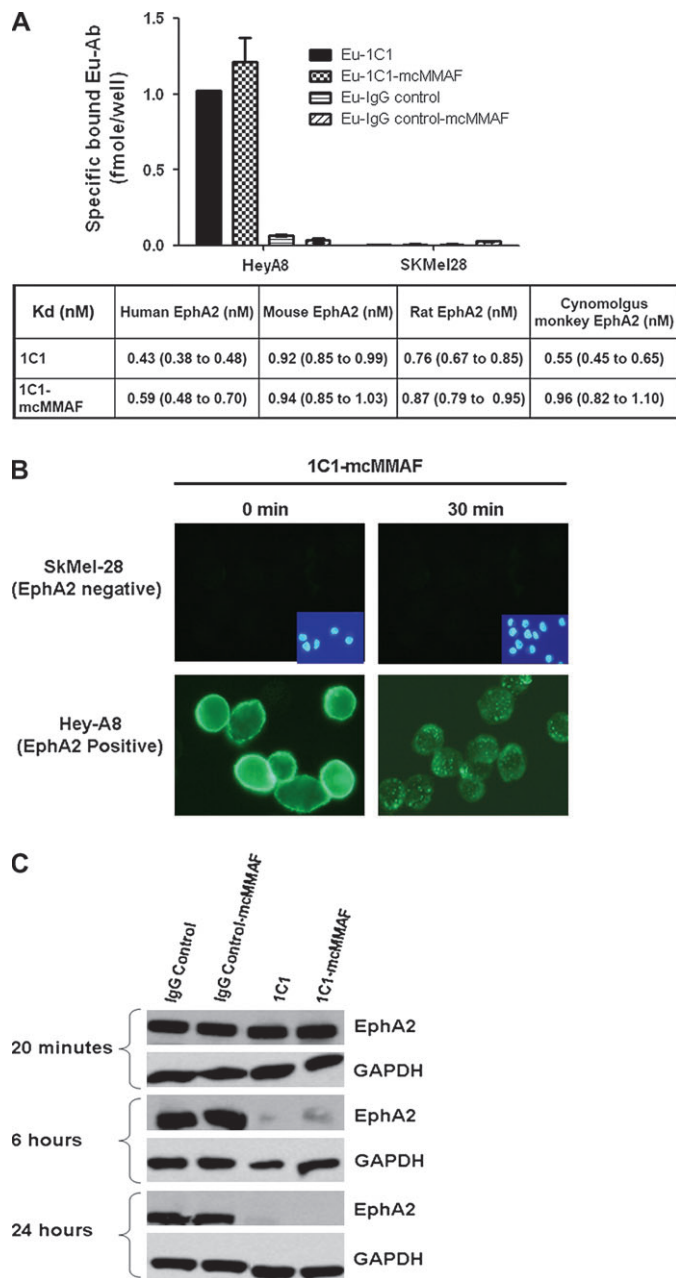 A
Specific bound Eu-Ab
(fmole/well)
1.5
1.0
0.5
0.0
Eu-1C1
Eu-1C1-mcMMAF
Eu-IgG control
Eu-IgG control-mcMMAF
HeyA8 SKMel28
Kd (nM) Human EphA2 (nM) Mouse EphA2 (nM) Rat EphA2 (nM) Cynomolgus monkey EphA2 (nM)
1C1 0.43 (0.38 to 0.48) 0.92 (0.85 to 0.99) 0.76 (0.67 to 0.85) 0.55 (0.45 to 0.65)
1C1-mcMMAF 0.59 (0.48 to 0.70) 0.94 (0.85 to 1.03) 0.87 (0.79 to 0.95) 0.96 (0.82 to 1.10)
B
1C1-mcMMAF
0 min 30 min
SkMel-28
(EphA2 negative)
Hey-A8
(EphA2 Positive)
C
IgG Control IgG Control-mcMMAF 1C1 1C1-mcMMAF
20 minutes
EphA2
GAPDH
6 hours
EphA2
GAPDH
24 hours
EphA2
GAPDH